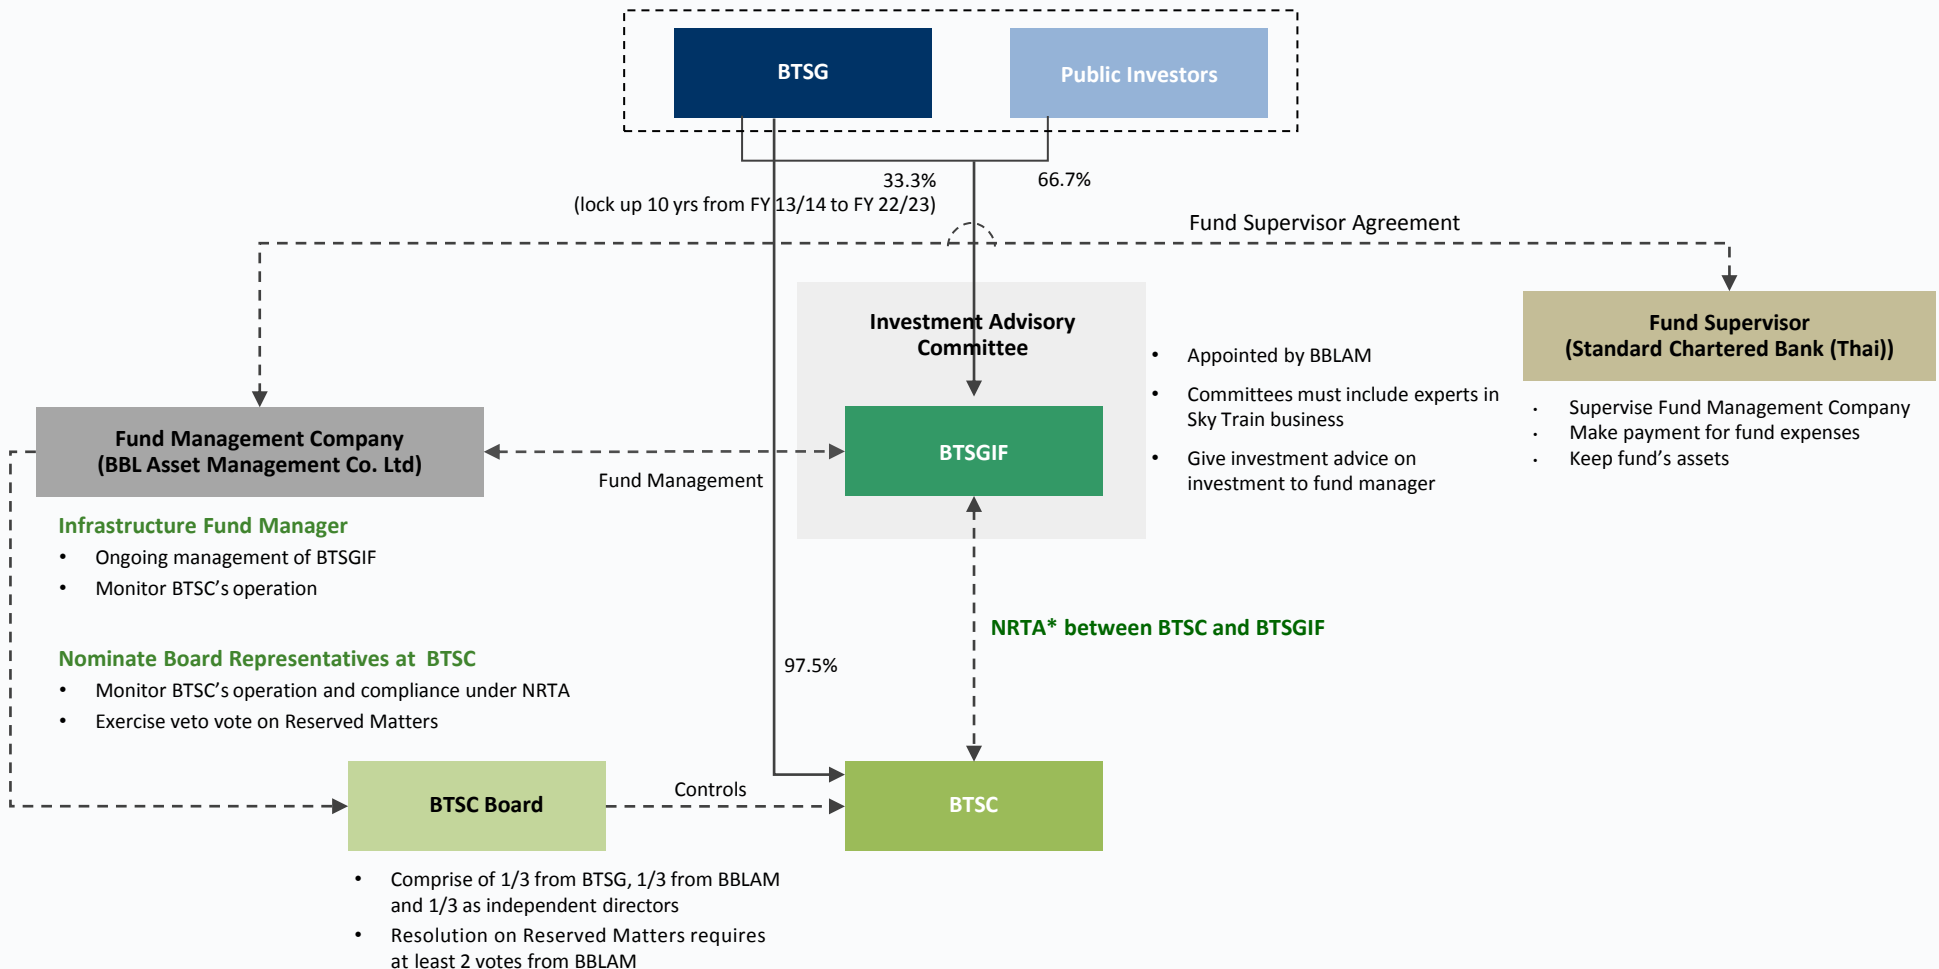 BTSG
Public Investors
33.3%
66.7%
(lock up 10 yrs from FY 13/14 to FY 22/23)
Fund Supervisor Agreement
Investment Advisory
Committee
• Appointed by BBLAM
• Committees must include experts in
Sky Train business
• Give investment advice on
investment to fund manager
Fund Supervisor
(Standard Chartered Bank (Thai))
• Supervise Fund Management Company
• Make payment for fund expenses
• Keep fund's assets
Fund Management Company
(BBL Asset Management Co. Ltd)
Fund Management
BTSGIF
Infrastructure Fund Manager
• Ongoing management of BTSGIF
• Monitor BTSC's operation
NRTA* between BTSC and BTSGIF
Nominate Board Representatives at BTSC
• Monitor BTSC's operation and compliance under NRTA
• Exercise veto vote on Reserved Matters
97.5%
BTSC Board
Controls
BTSC
• Comprise of 1/3 from BTSG, 1/3 from BBLAM
and 1/3 as independent directors
• Resolution on Reserved Matters requires
at least 2 votes from BBLAM